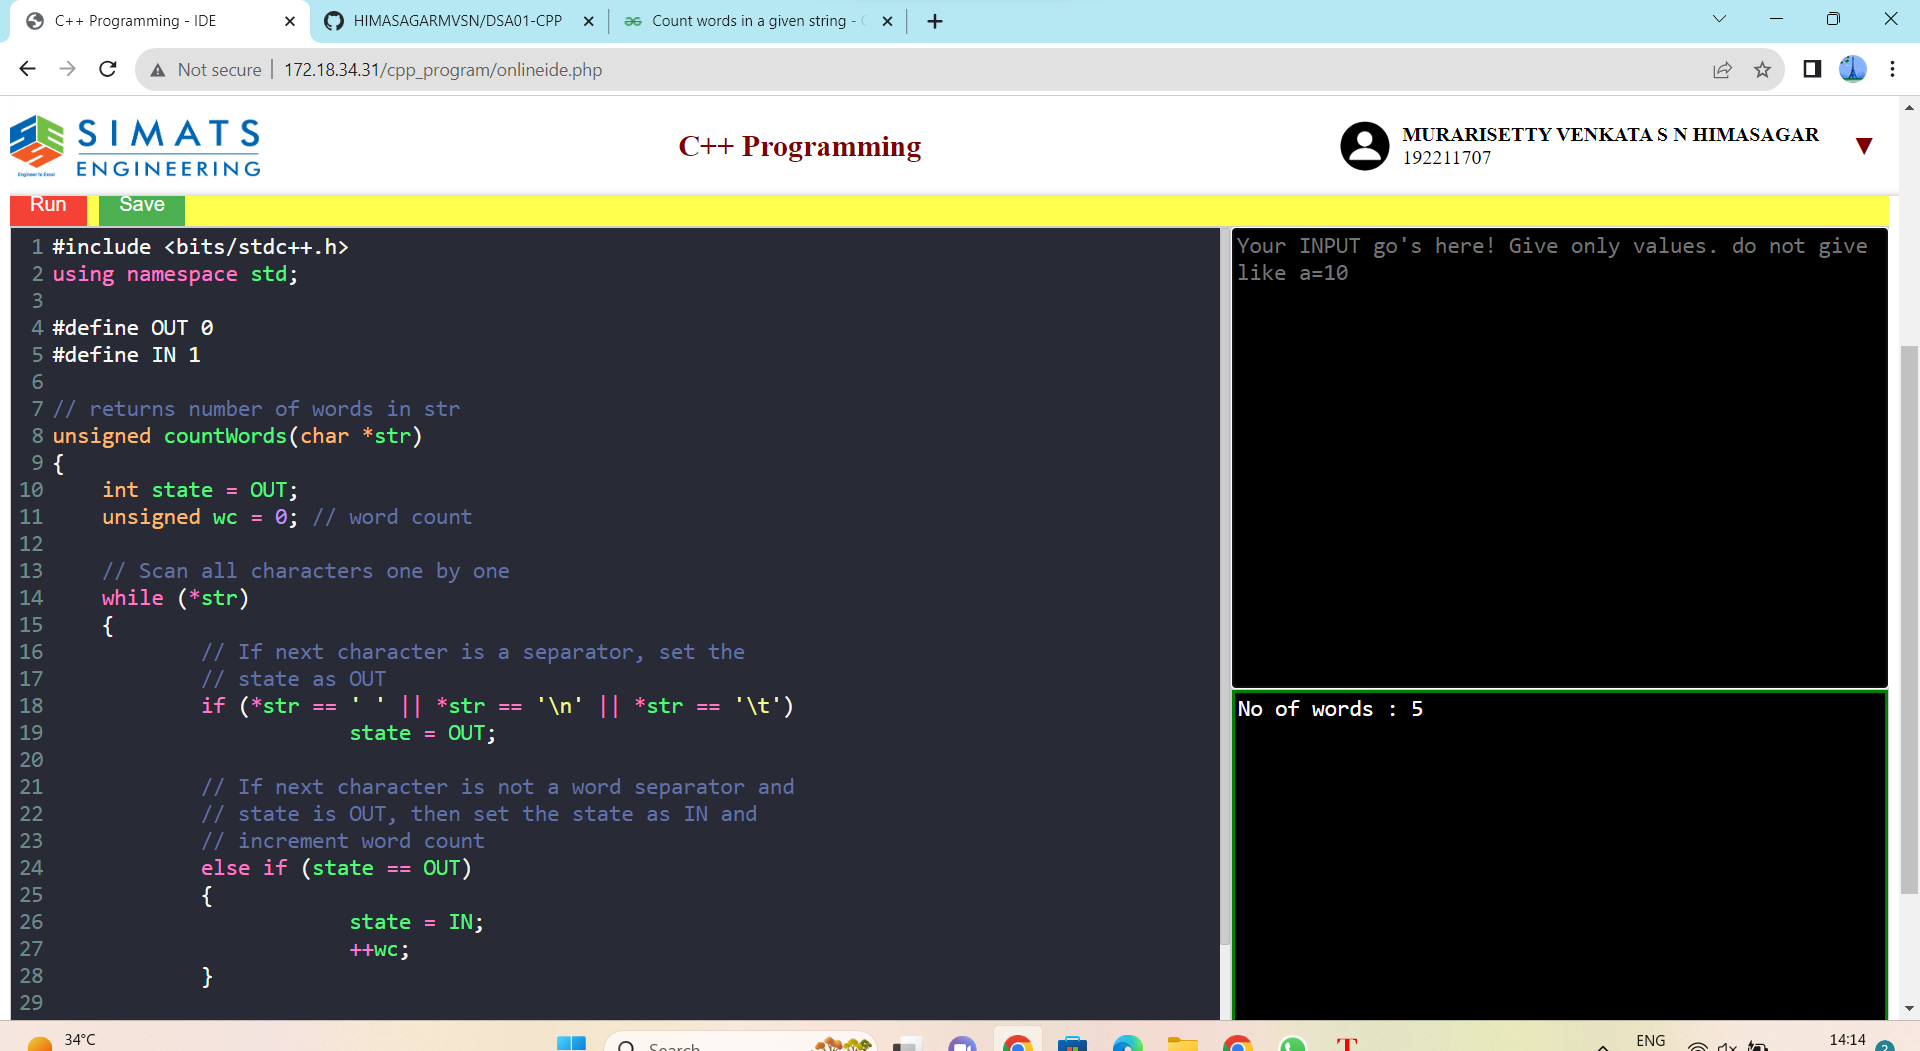 C++ Programming - IDE
HIMASAGARMVSN/DSA01-CPP
Count words in a given string -
Not secure
172.18.34.31/cpp_program/onlineide.php
SIMATS
ENGINEERING
Engineer to Excel
C++ Programming
MURARISETTY VENKATA S N HIMASAGAR
192211707
Run
Save
1 #include <bits/stdc++.h>
2 using namespace std;
3
4 #define OUT 0
5 #define IN 1
6
7 // returns number of words in str
8 unsigned countWords(char *str)
9 {
10     int state = OUT;
11     unsigned wc = 0; // word count
12
13     // Scan all characters one by one
14     while (*str)
15     {
16             // If next character is a separator, set the
17             // state as OUT
18             if (*str == ' ' || *str == '\n' || *str == '\t')
19                         state = OUT;
20
21             // If next character is not a word separator and
22             // state is OUT, then set the state as IN and
23             // increment word count
24             else if (state == OUT)
25             {
26                         state = IN;
27                         ++wc;
28             }
29
Your INPUT go's here! Give only values. do not give
like a=10
No of words : 5
34°C
Search
ENG
14:14
2